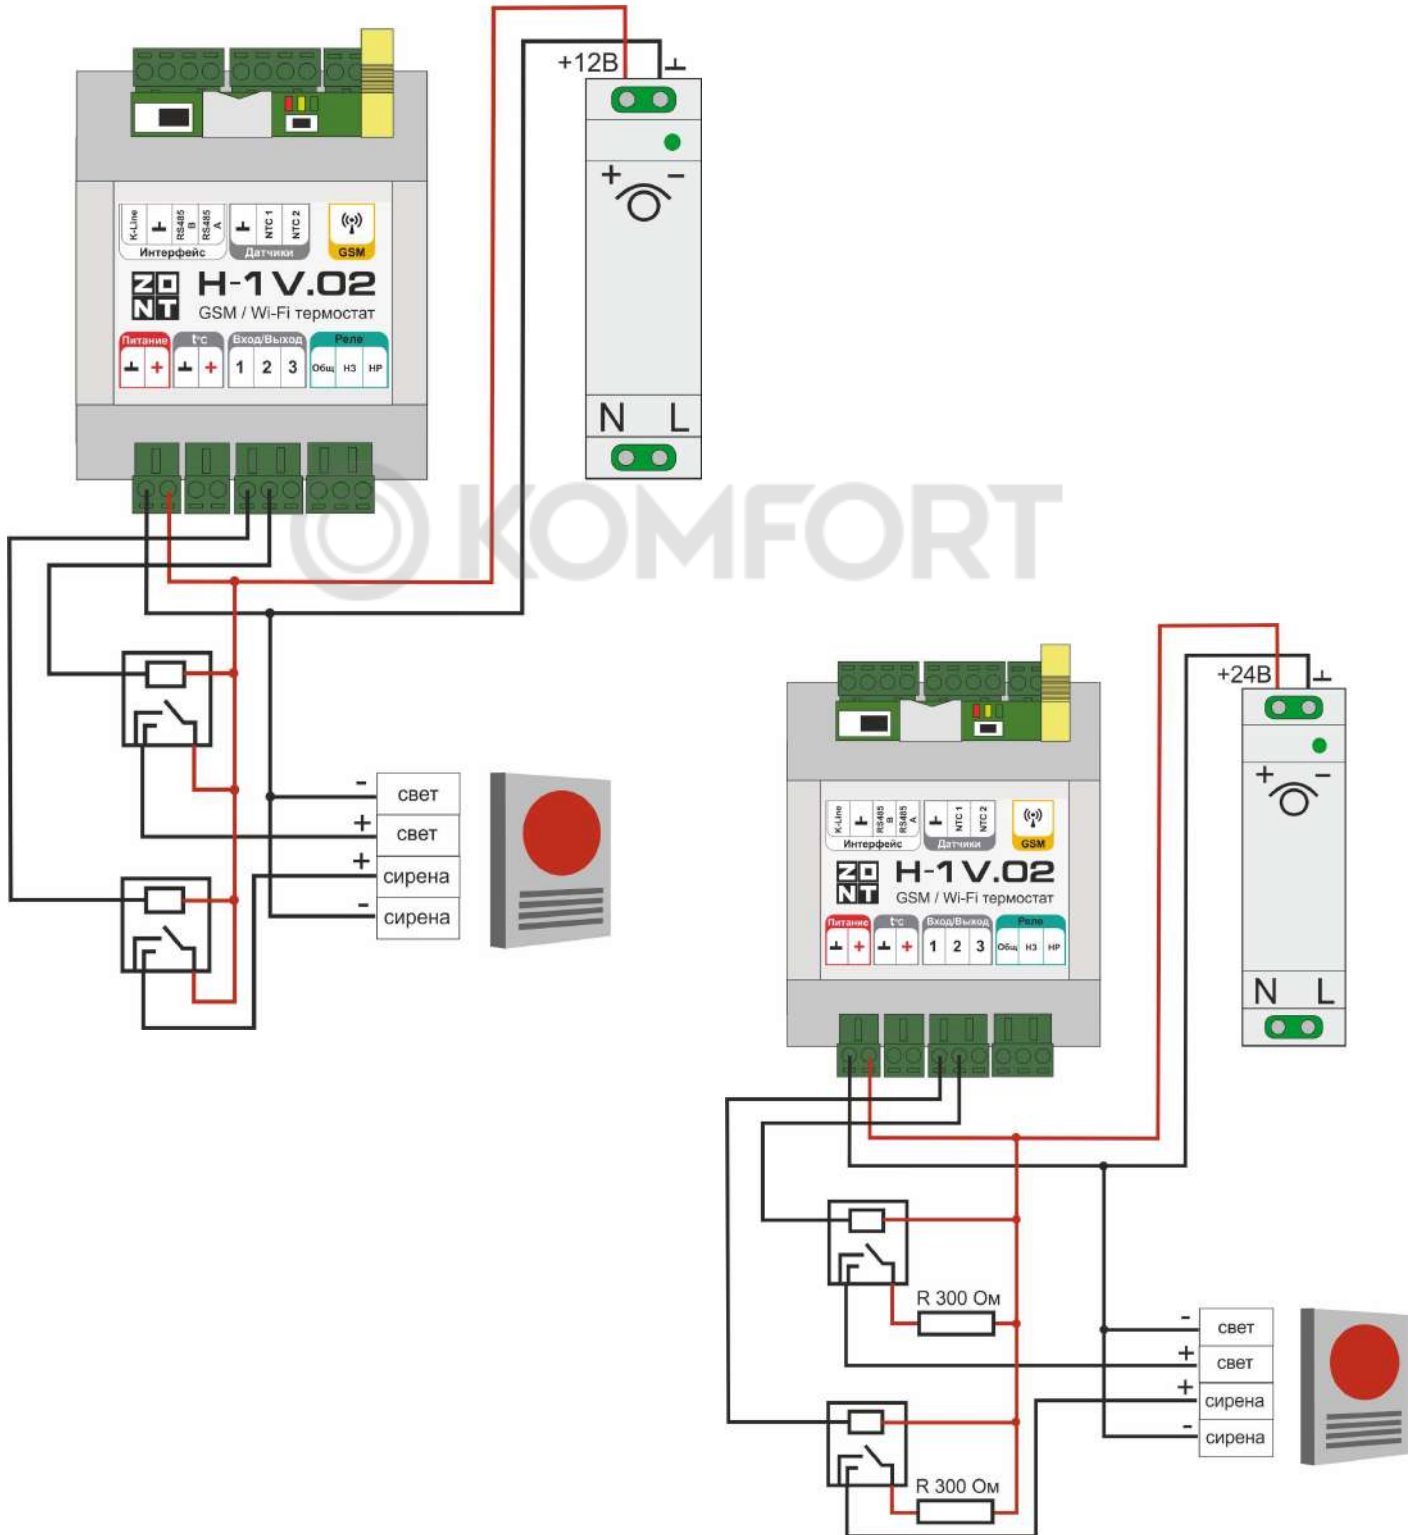 +12В
+ -
N L
K-Line
RS485 B
RS485 A
NTC 1
NTC 2
Интерфейс
Датчики
GSM
ZONT
H-1 V.02
GSM / Wi-Fi термостат
Питание
t°C
Вход/Выход
Реле
+
+
1 2 3
Общ НЗ НР
KOMFORT
- свет
+ свет
+ сирена
- сирена
+24В
+ -
N L
K-Line
RS485 B
RS485 A
NTC 1
NTC 2
Интерфейс
Датчики
GSM
ZONT
H-1 V.02
GSM / Wi-Fi термостат
Питание
t°C
Вход/Выход
Реле
+
+
1 2 3
Общ НЗ НР
R 300 Ом
- свет
+ свет
+ сирена
- сирена
R 300 Ом